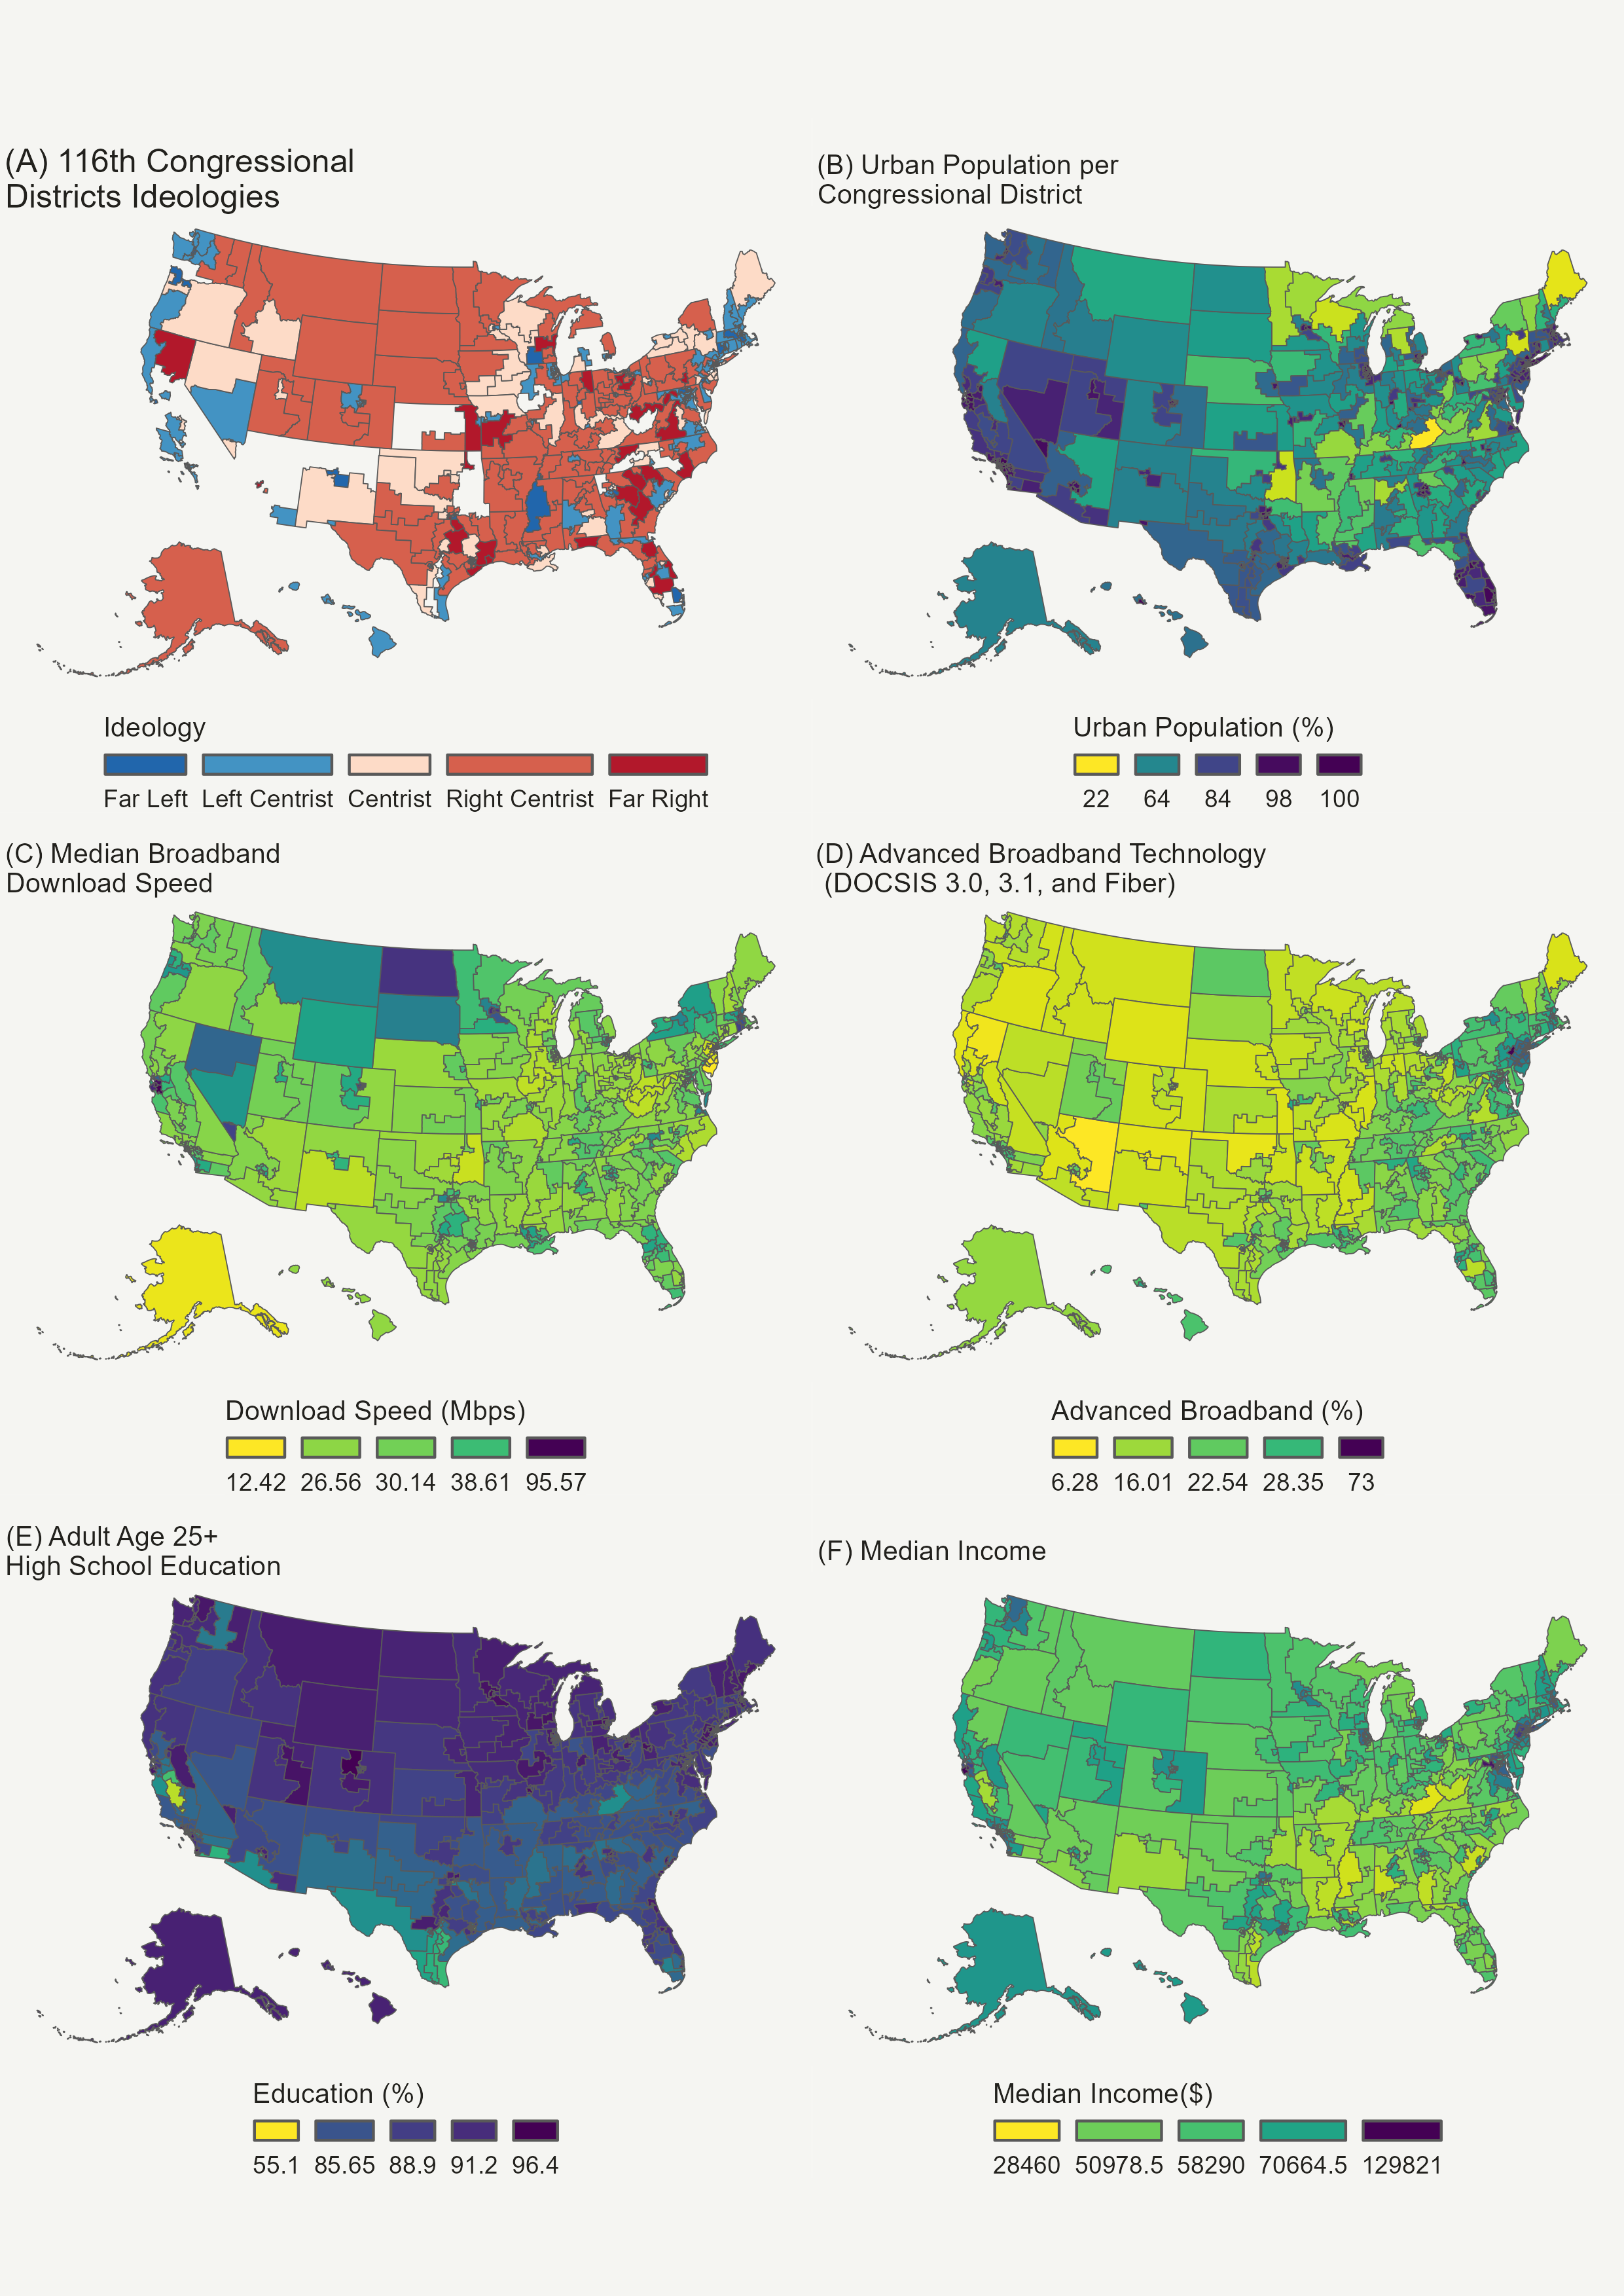 (A) 116th Congressional
Districts Ideologies
Ideology
Far Left Left Centrist Centrist Right Centrist Far Right
(B) Urban Population per
Congressional District
Urban Population (%)
22 64 84 98 100
(C) Median Broadband
Download Speed
Download Speed (Mbps)
12.42 26.56 30.14 38.61 95.57
(D) Advanced Broadband Technology
(DOCSIS 3.0, 3.1, and Fiber)
Advanced Broadband (%)
6.28 16.01 22.54 28.35 73
(E) Adult Age 25+
High School Education
Education (%)
55.1 85.65 88.9 91.2 96.4
(F) Median Income
Median Income($)
28460 50978.5 58290 70664.5 129821